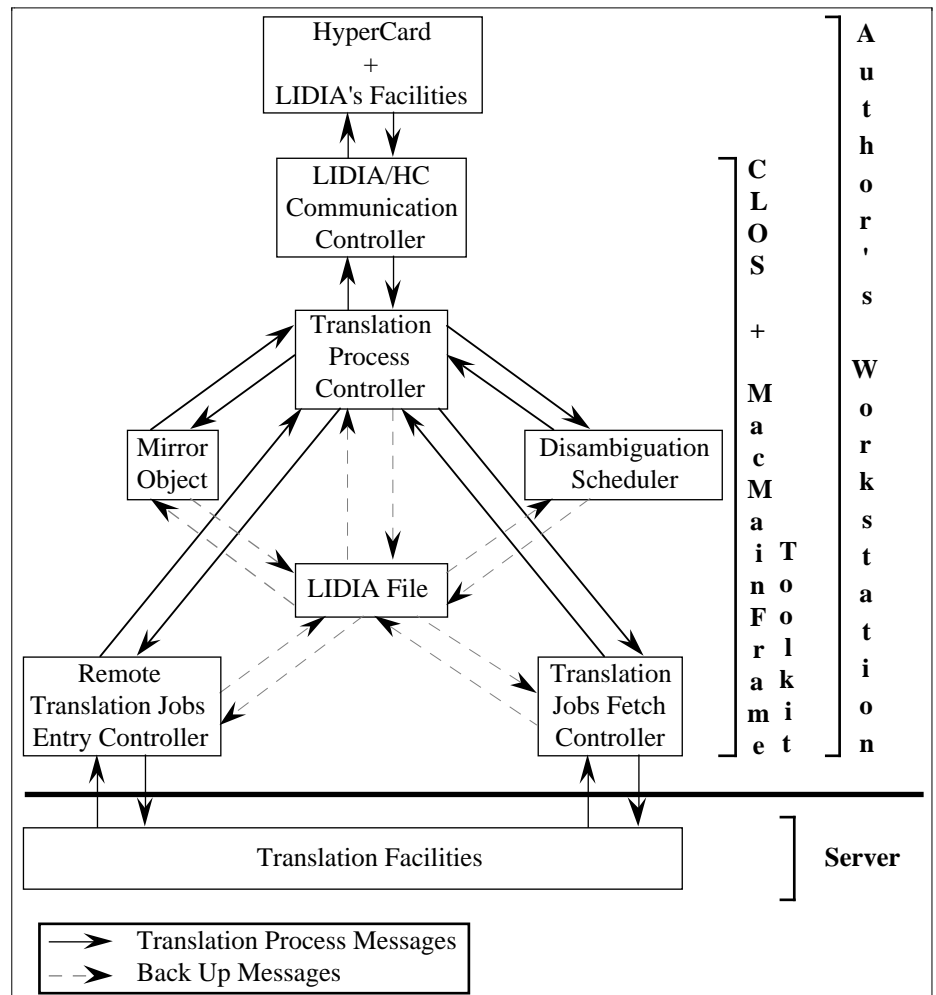 HyperCard
+
LIDIA's Facilities
LIDIA/HC
Communication
Controller
Translation
Process
Controller
Mirror
Object
Disambiguation
Scheduler
LIDIA File
Remote
Translation Jobs
Entry Controller
Translation
Jobs Fetch
Controller
CLOS + MacMainFrame
Toolkit
Author's Workstation
Translation Facilities
Server
Translation Process Messages
Back Up Messages